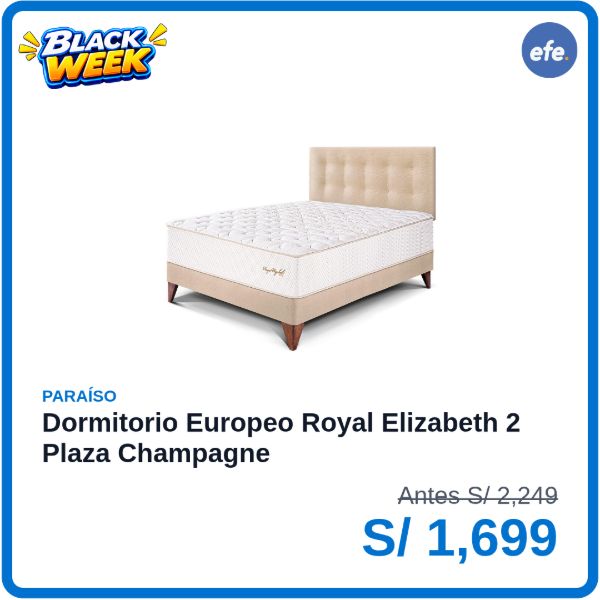 BLACK
WEEK
efe.
PARAÍSO
Dormitorio Europeo Royal Elizabeth 2
Plaza Champagne
Antes S/ 2,249
S/ 1,699